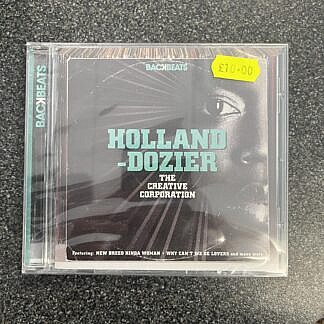 BACKBEATS
BACKBEATS
£10.00
HOLLAND
-DOZIER
THE
CREATIVE
CORPORATION
Featuring: NEW BREED KINDA WOMAN • WHY CAN'T WE BE LOVERS and many more